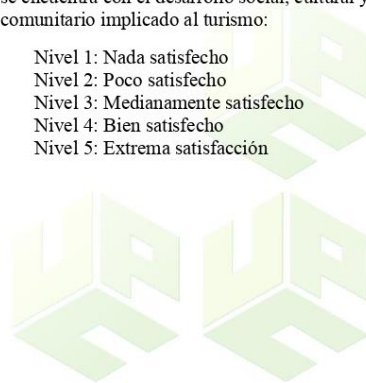 se encuentra con el desarrollo social, cultural y
comunitario implicado al turismo:
Nivel 1: Nada satisfecho
Nivel 2: Poco satisfecho
Nivel 3: Medianamente satisfecho
Nivel 4: Bien satisfecho
Nivel 5: Extrema satisfacción